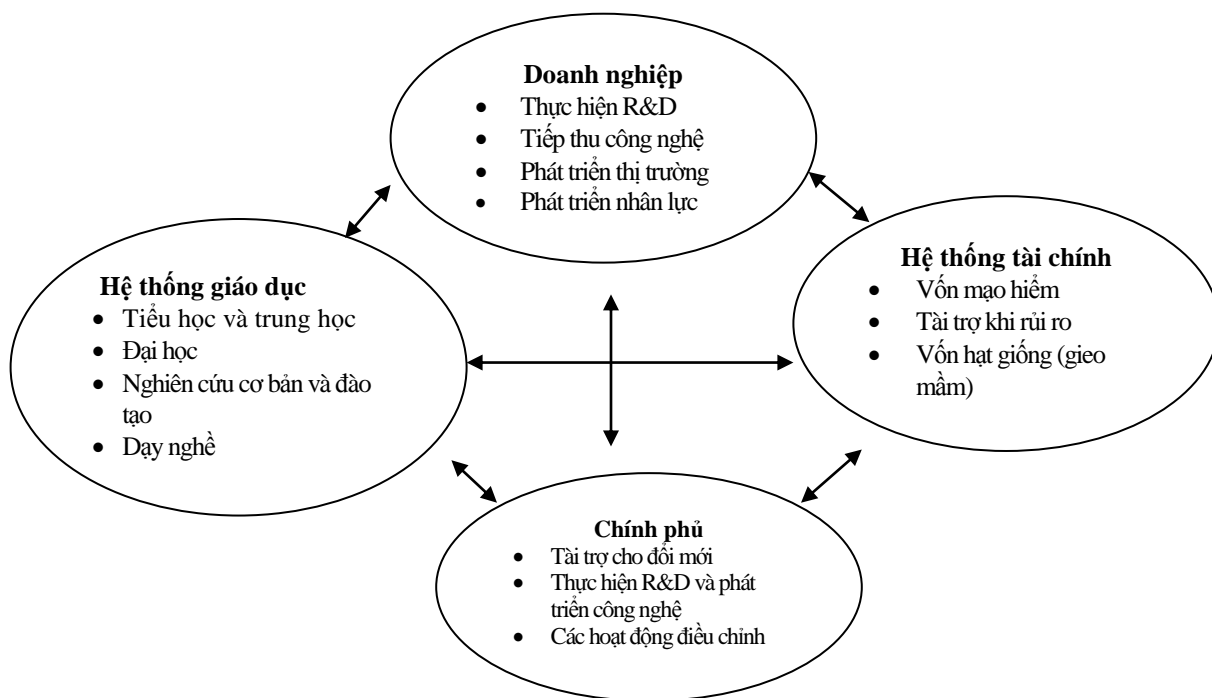 Doanh nghiệp
• Thực hiện R&D
• Tiếp thu công nghệ
• Phát triển thị trường
• Phát triển nhân lực
Hệ thống giáo dục
• Tiểu học và trung học
• Đại học
• Nghiên cứu cơ bản và đào
tạo
• Dạy nghề
Hệ thống tài chính
• Vốn mạo hiểm
• Tài trợ khi rủi ro
• Vốn hạt giống (gieo
mầm)
Chính phủ
• Tài trợ cho đổi mới
• Thực hiện R&D và phát
triển công nghệ
• Các hoạt động điều chỉnh